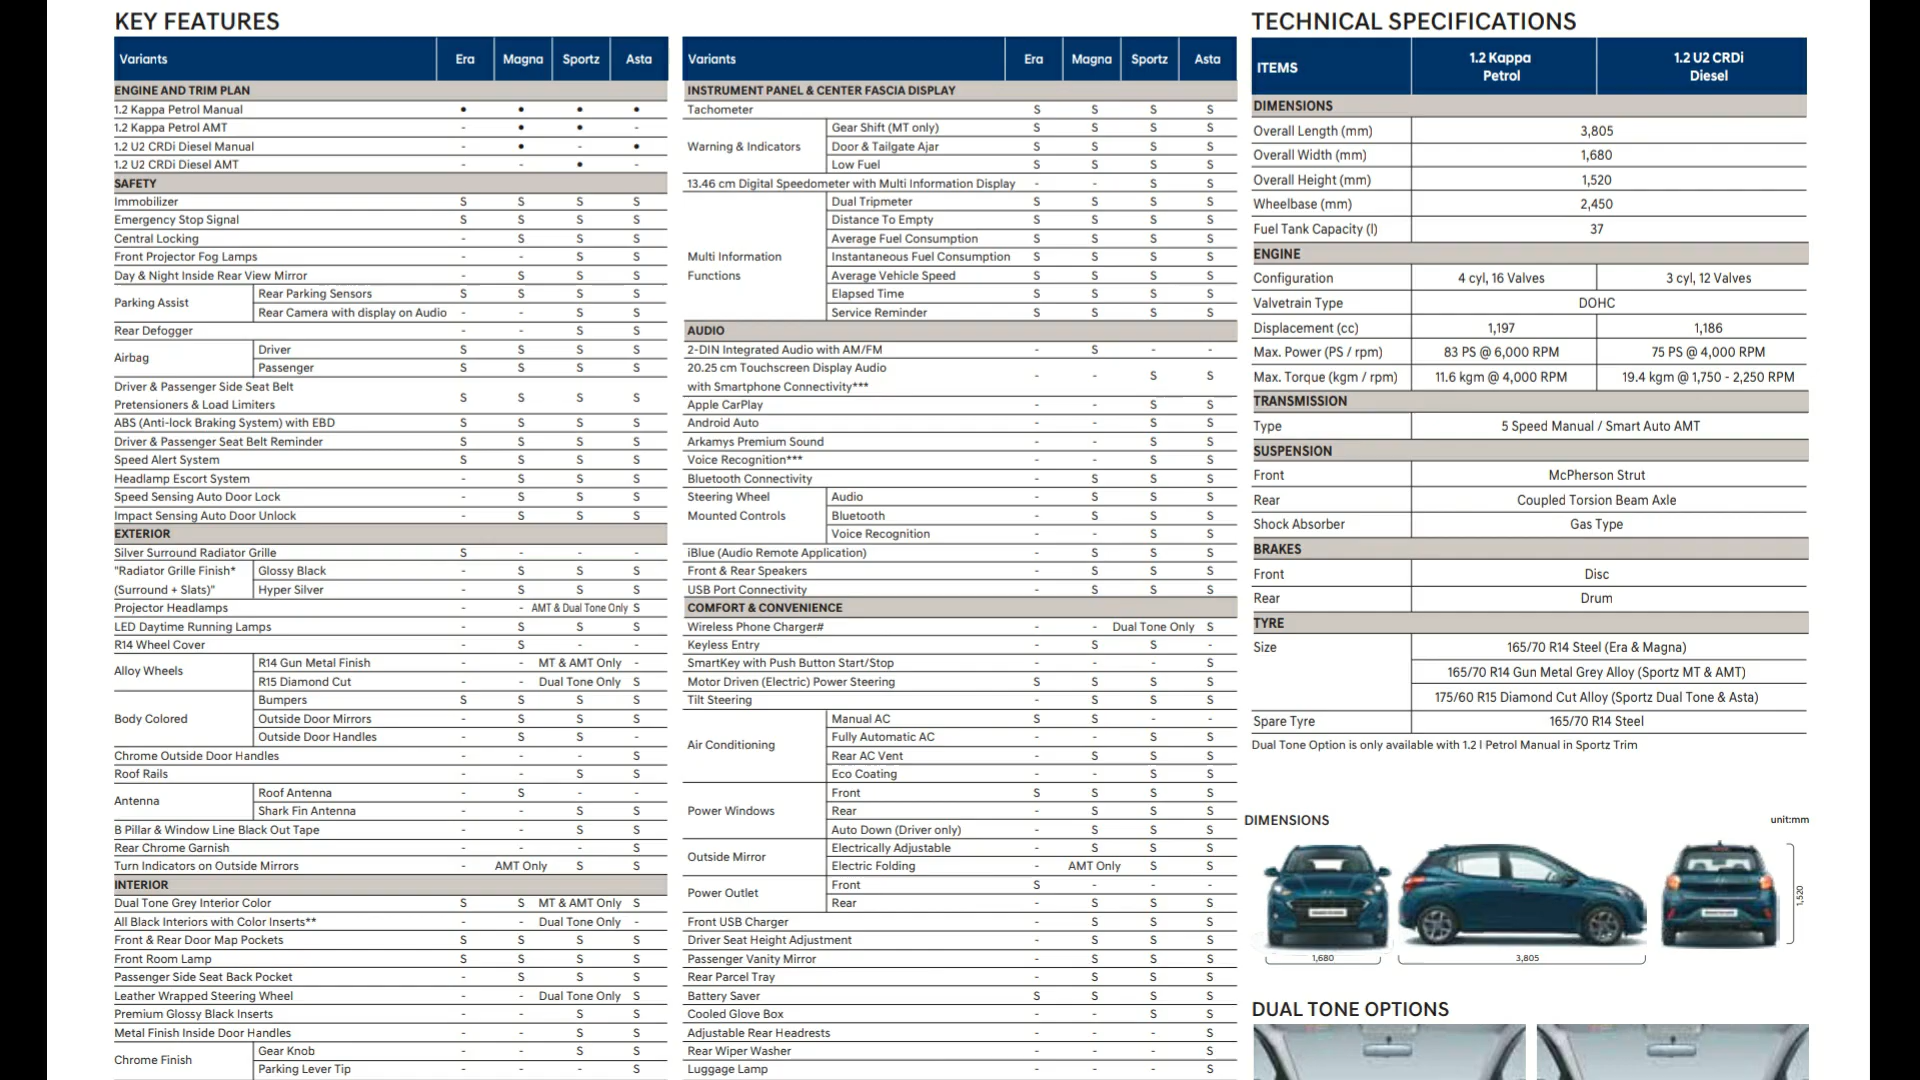 KEY FEATURES
Variants Era Magna Sportz Asta
ENGINE AND TRIM PLAN
1.2 Kappa Petrol Manual • • • •
1.2 Kappa Petrol AMT - • • -
1.2 U2 CRDi Diesel Manual - • - •
1.2 U2 CRDi Diesel AMT - - • -
SAFETY
Immobilizer S S S S
Emergency Stop Signal S S S S
Central Locking - S S S
Front Projector Fog Lamps - - S S
Day & Night Inside Rear View Mirror - S S S
Parking Assist Rear Parking Sensors S S S S
Rear Camera with display on Audio - - S S
Rear Defogger - - S S
Airbag Driver S S S S
Passenger S S S S
Driver & Passenger Side Seat Belt
Pretensioners & Load Limiters S S S S
ABS (Anti-lock Braking System) with EBD S S S S
Driver & Passenger Seat Belt Reminder S S S S
Speed Alert System S S S S
Headlamp Escort System - S S S
Speed Sensing Auto Door Lock - S S S
Impact Sensing Auto Door Unlock - S S S
EXTERIOR
Silver Surround Radiator Grille S - - -
"Radiator Grille Finish* Glossy Black - S S S
(Surround + Slats)" Hyper Silver - S S S
Projector Headlamps - - AMT & Dual Tone Only S
LED Daytime Running Lamps - S S S
R14 Wheel Cover - S - -
Alloy Wheels R14 Gun Metal Finish - - MT & AMT Only -
R15 Diamond Cut - - Dual Tone Only S
Body Colored Bumpers S S S S
Outside Door Mirrors - S S S
Outside Door Handles - S S -
Chrome Outside Door Handles - - - S
Roof Rails - - S S
Antenna Roof Antenna - S - -
Shark Fin Antenna - - S S
B Pillar & Window Line Black Out Tape - - S S
Rear Chrome Garnish - - - S
Turn Indicators on Outside Mirrors - AMT Only S S
INTERIOR
Dual Tone Grey Interior Color S S MT & AMT Only S
All Black Interiors with Color Inserts** - - Dual Tone Only -
Front & Rear Door Map Pockets S S S S
Front Room Lamp S S S S
Passenger Side Seat Back Pocket - S S S
Leather Wrapped Steering Wheel - - Dual Tone Only S
Premium Glossy Black Inserts - - S S
Metal Finish Inside Door Handles - - S S
Chrome Finish Gear Knob - - S S
Parking Lever Tip - - - S
Variants Era Magna Sportz Asta
INSTRUMENT PANEL & CENTER FASCIA DISPLAY
Tachometer S S S S
Warning & Indicators Gear Shift (MT only) S S S S
Door & Tailgate Ajar S S S S
Low Fuel S S S S
13.46 cm Digital Speedometer with Multi Information Display - - S S
Multi Information Functions Dual Tripmeter S S S S
Distance To Empty S S S S
Average Fuel Consumption S S S S
Instantaneous Fuel Consumption S S S S
Average Vehicle Speed S S S S
Elapsed Time S S S S
Service Reminder S S S S
AUDIO
2-DIN Integrated Audio with AM/FM - S - -
20.25 cm Touchscreen Display Audio
with Smartphone Connectivity*** - - S S
Apple CarPlay - - S S
Android Auto - - S S
Arkamys Premium Sound - - S S
Voice Recognition*** - - S S
Bluetooth Connectivity - S S S
Steering Wheel Audio - S S S
Mounted Controls Bluetooth - S S S
Voice Recognition - - S S
iBlue (Audio Remote Application) - S S S
Front & Rear Speakers - S S S
USB Port Connectivity - S S S
COMFORT & CONVENIENCE
Wireless Phone Charger# - - Dual Tone Only S
Keyless Entry - S S -
SmartKey with Push Button Start/Stop - - - S
Motor Driven (Electric) Power Steering S S S S
Tilt Steering - S S S
Air Conditioning Manual AC S S - -
Fully Automatic AC - - S S
Rear AC Vent - S S S
Eco Coating - - S S
Power Windows Front S S S S
Rear - S S S
Auto Down (Driver only) - S S S
Outside Mirror Electrically Adjustable - S S S
Electric Folding - AMT Only S S
Power Outlet Front S - - -
Rear - S S S
Front USB Charger - S S S
Driver Seat Height Adjustment - S S S
Passenger Vanity Mirror - S S S
Rear Parcel Tray - S S S
Battery Saver S S S S
Cooled Glove Box - - S S
Adjustable Rear Headrests - - - S
Rear Wiper Washer - - - S
Luggage Lamp - - - S
TECHNICAL SPECIFICATIONS
ITEMS 1.2 Kappa Petrol 1.2 U2 CRDi Diesel
DIMENSIONS
Overall Length (mm) 3,805
Overall Width (mm) 1,680
Overall Height (mm) 1,520
Wheelbase (mm) 2,450
Fuel Tank Capacity (l) 37
ENGINE
Configuration 4 cyl, 16 Valves 3 cyl, 12 Valves
Valvetrain Type DOHC
Displacement (cc) 1,197 1,186
Max. Power (PS / rpm) 83 PS @ 6,000 RPM 75 PS @ 4,000 RPM
Max. Torque (kgm / rpm) 11.6 kgm @ 4,000 RPM 19.4 kgm @ 1,750 - 2,250 RPM
TRANSMISSION
Type 5 Speed Manual / Smart Auto AMT
SUSPENSION
Front McPherson Strut
Rear Coupled Torsion Beam Axle
Shock Absorber Gas Type
BRAKES
Front Disc
Rear Drum
TYRE
Size 165/70 R14 Steel (Era & Magna)
165/70 R14 Gun Metal Grey Alloy (Sportz MT & AMT)
175/60 R15 Diamond Cut Alloy (Sportz Dual Tone & Asta)
Spare Tyre 165/70 R14 Steel
Dual Tone Option is only available with 1.2 l Petrol Manual in Sportz Trim
DIMENSIONS unit:mm
1,520
1,680 3,805
DUAL TONE OPTIONS